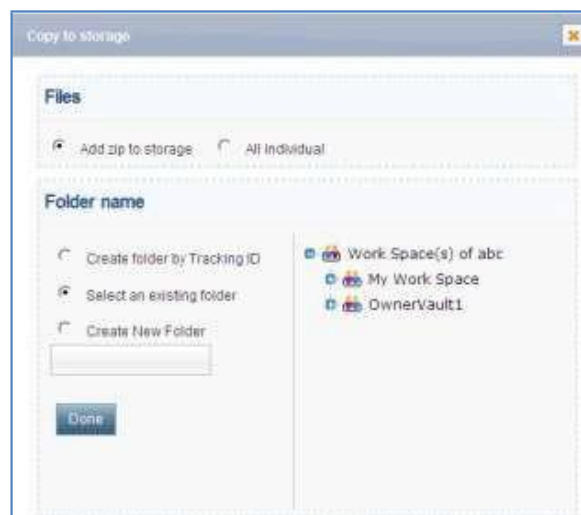 Copy to storage
Files
Add zip to storage All Individual
Folder name
Create folder by Tracking ID
Select an existing folder
Create New Folder
Done
Work Space(s) of abc
My Work Space
OwnerVault1